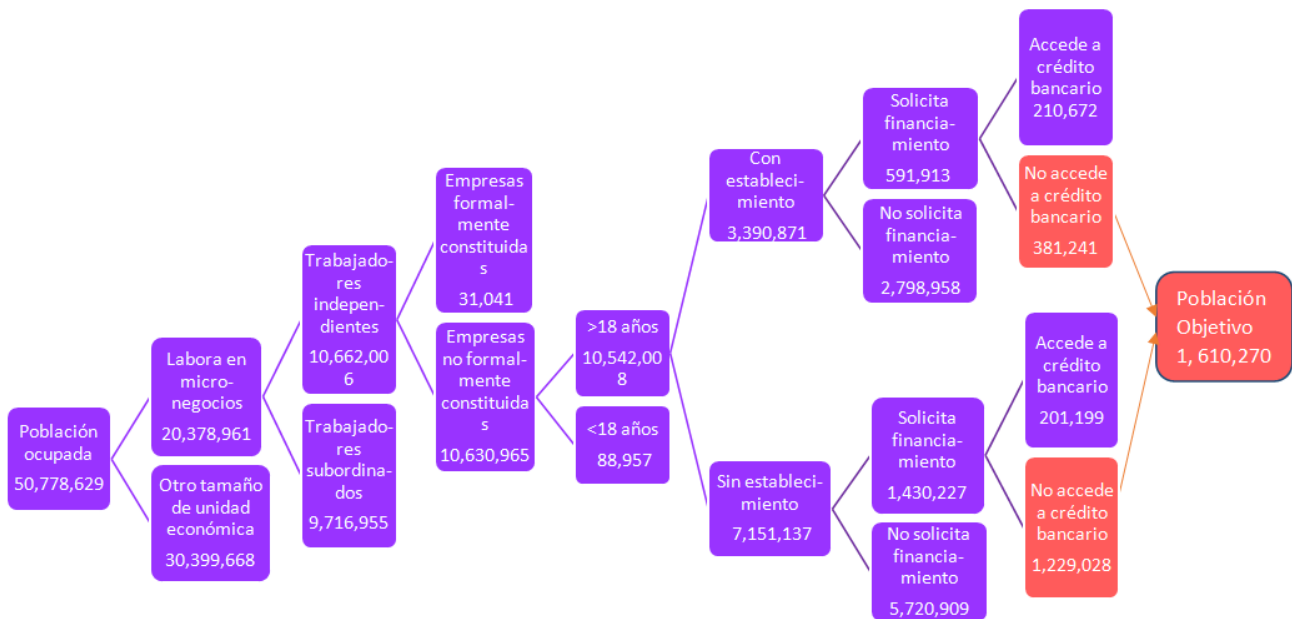 Población
ocupada
50,778,629
Labora en
micro-
negocios
20,378,961
Otro tamaño
de unidad
económica
30,399,668
Trabajado-
res
indepen-
dientes
10,662,00
6
Trabajado-
res
subordina-
dos
9,716,955
Empresas
formal-
mente
constituida
s
31,041
Empresas
no formal-
mente
constituida
s
10,630,965
>18 años
10,542,00
8
<18 años
88,957
Con
estableci-
miento
3,390,871
Sin estableci-
miento
7,151,137
Solicita
financia-
miento
591,913
No solicita
financia-
miento
2,798,958
Solicita
financia-
miento
1,430,227
No solicita
financia-
miento
5,720,909
Accede a
crédito
bancario
210,672
No accede
a crédito
bancario
381,241
Accede a
crédito
bancario
201,199
No accede
a crédito
bancario
1,229,028
Población
Objetivo
1, 610,270